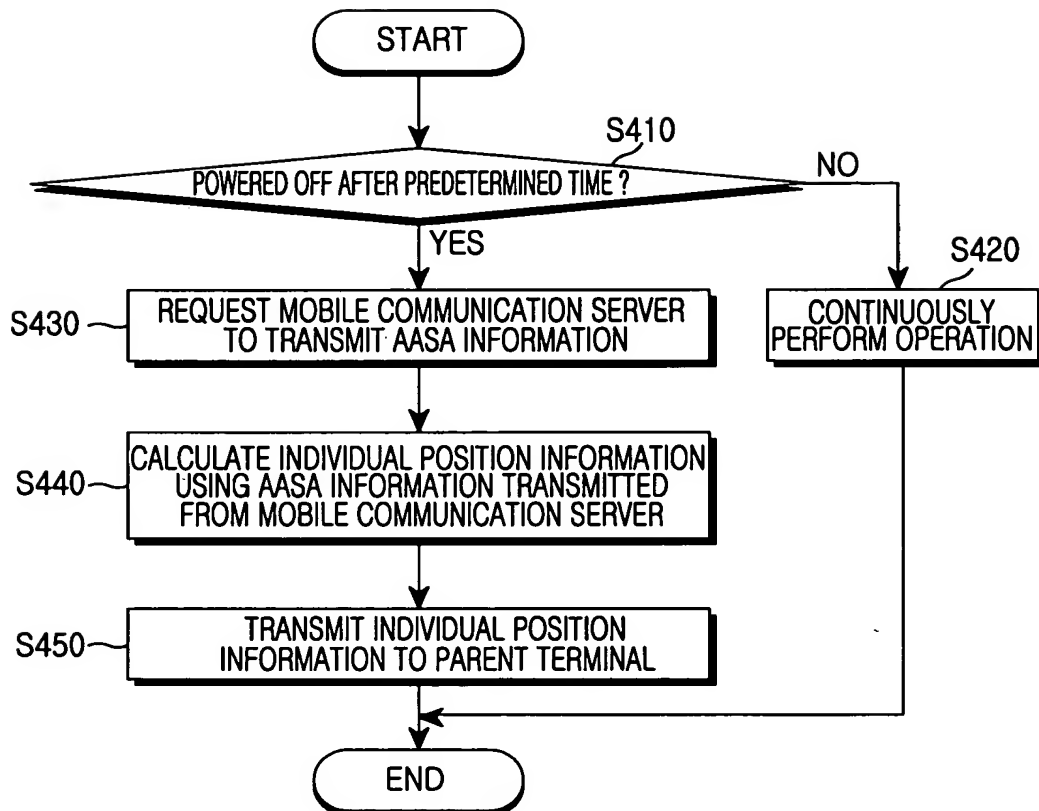 START
S410
POWERED OFF AFTER PREDETERMINED TIME ?
NO
YES
S420
S430
REQUEST MOBILE COMMUNICATION SERVER
TO TRANSMIT AASA INFORMATION
CONTINUOUSLY
PERFORM OPERATION
S440
CALCULATE INDIVIDUAL POSITION INFORMATION
USING AASA INFORMATION TRANSMITTED
FROM MOBILE COMMUNICATION SERVER
S450
TRANSMIT INDIVIDUAL POSITION
INFORMATION TO PARENT TERMINAL
END